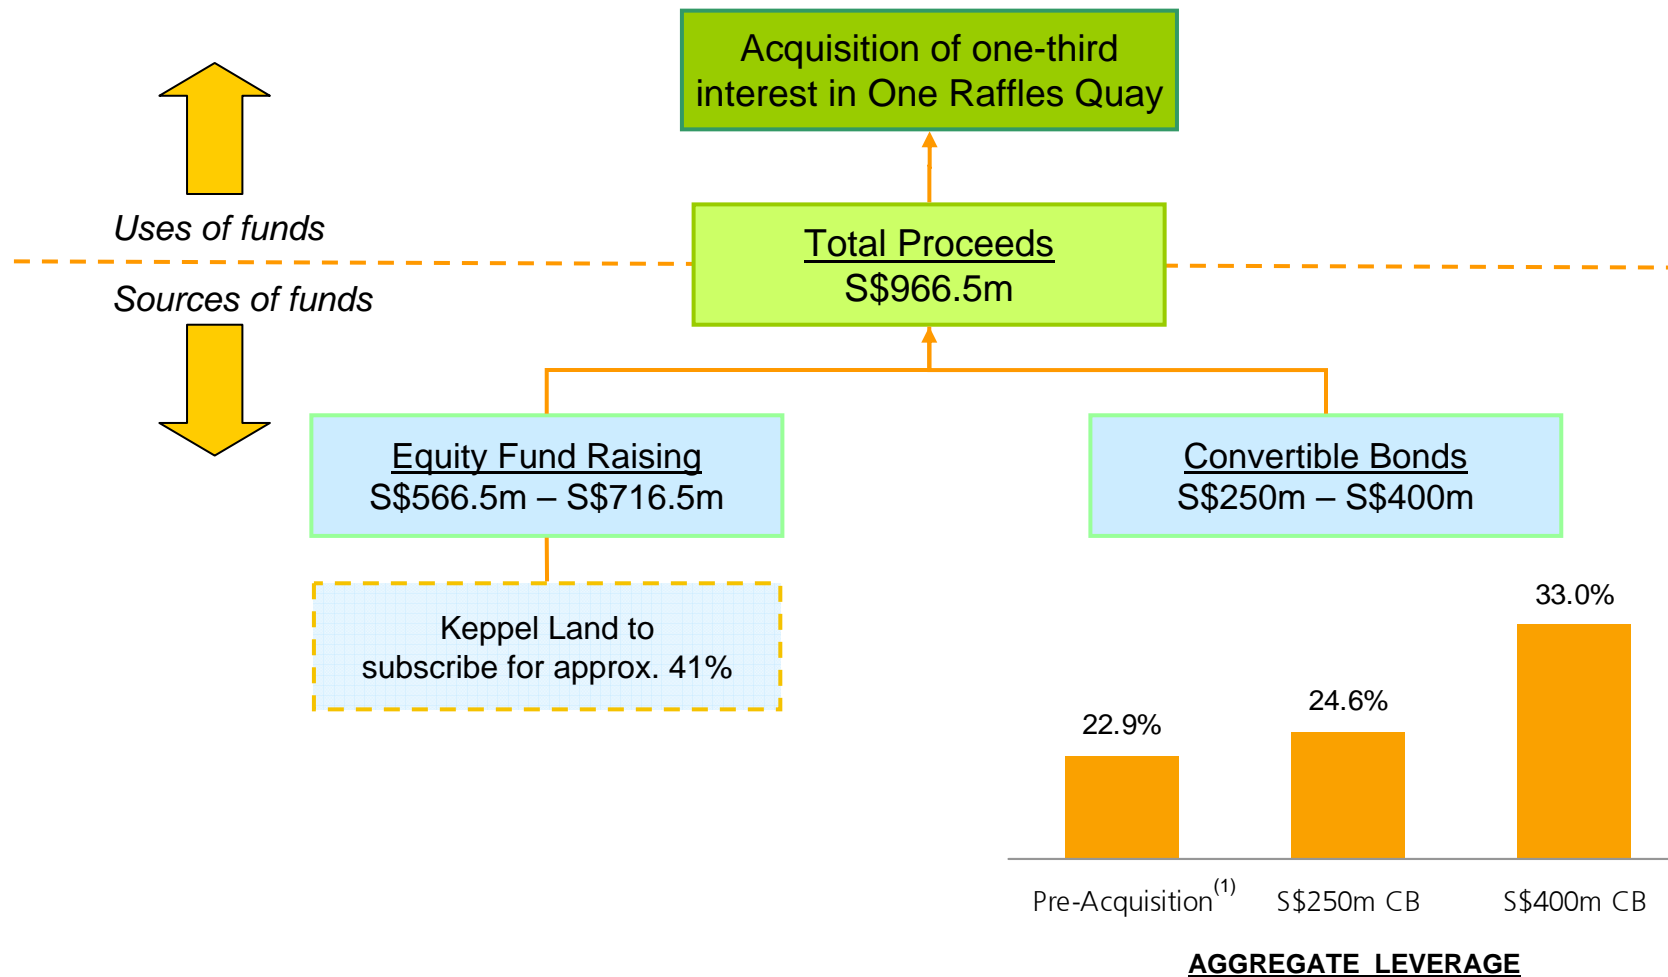 Acquisition of one-third
interest in One Raffles Quay
Uses of funds
Total Proceeds
S$966.5m
Sources of funds
Equity Fund Raising
S$566.5m – S$716.5m
Convertible Bonds
S$250m – S$400m
Keppel Land to
subscribe for approx. 41%
22.9%
24.6%
33.0%
Pre-Acquisition(1)
S$250m CB
S$400m CB
AGGREGATE LEVERAGE